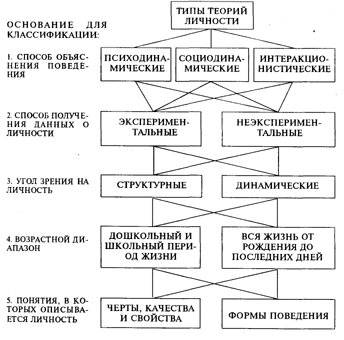 ОСНОВАНИЕ ДЛЯ
КЛАССИФИКАЦИИ:
ТИПЫ ТЕОРИЙ
ЛИЧНОСТИ
1. СПОСОБ ОБЪЯС-
НЕНИЯ ПОВЕДЕ-
НИЯ
ПСИХОДИНА-
МИЧЕСКИЕ
СОЦИОДИНА-
МИЧЕСКИЕ
ИНТЕРАКЦИО-
НИСТИЧЕСКИЕ
2. СПОСОБ ПОЛУЧЕ-
НИЯ ДАННЫХ О
ЛИЧНОСТИ
ЭКСПЕРИМЕН-
ТАЛЬНЫЕ
НЕЭКСПЕРИМЕН-
ТАЛЬНЫЕ
3. УГОЛ ЗРЕНИЯ НА
ЛИЧНОСТЬ
СТРУКТУРНЫЕ
ДИНАМИЧЕСКИЕ
4. ВОЗРАСТНОЙ ДИ-
АПАЗОН
ДОШКОЛЬНЫЙ И
ШКОЛЬНЫЙ ПЕРИ-
ОД ЖИЗНИ
ВСЯ ЖИЗНЬ ОТ
РОЖДЕНИЯ ДО
ПОСЛЕДНИХ ДНЕЙ
5. ПОНЯТИЯ, В КО-
ТОРЫХ ОПИСЫВА-
ЕТСЯ ЛИЧНОСТЬ
ЧЕРТЫ, КАЧЕСТВА
И СВОЙСТВА
ФОРМЫ ПОВЕДЕНИЯ